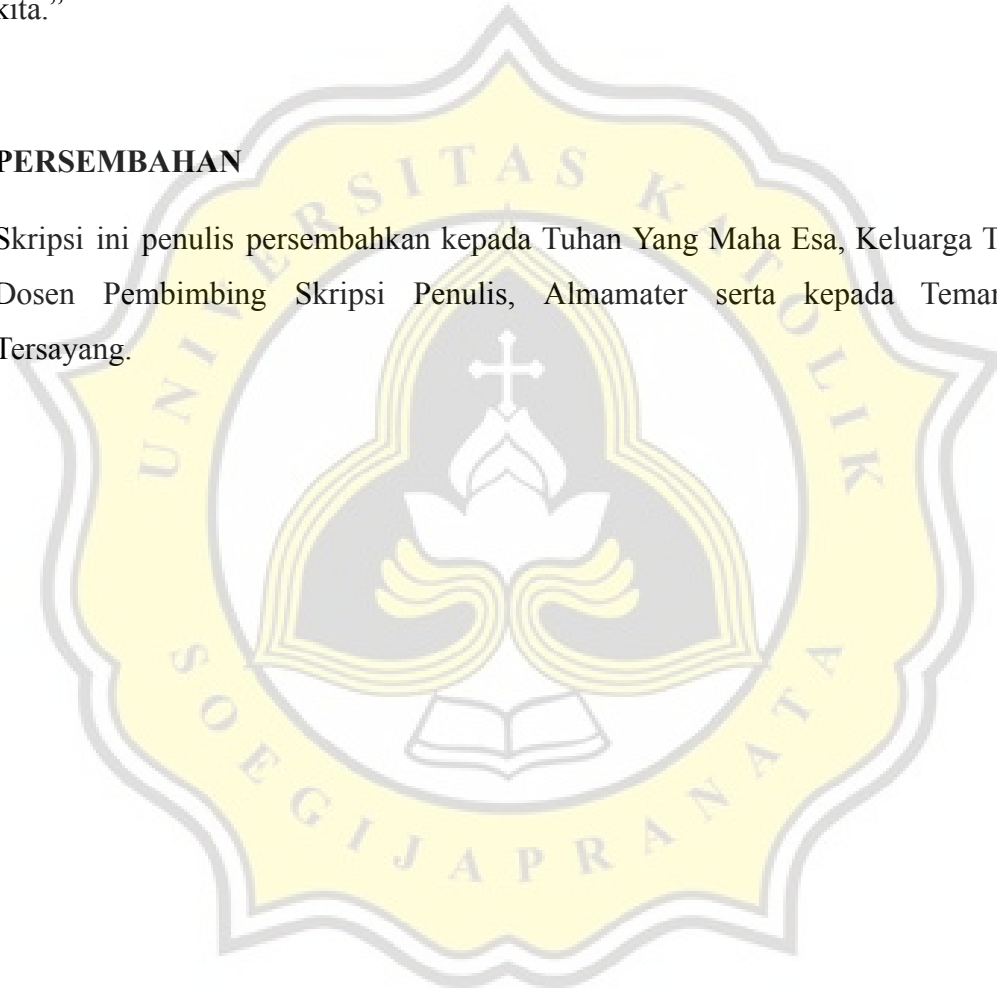 kita.”
PERSEMBAHAN
Skripsi ini penulis persembahkan kepada Tuhan Yang Maha Esa, Keluarga T
Dosen Pembimbing Skripsi Penulis, Almamater serta kepada Teman
Tersayang.
UNIVERSITAS KATOLIK
SOEGIJAPRANATA